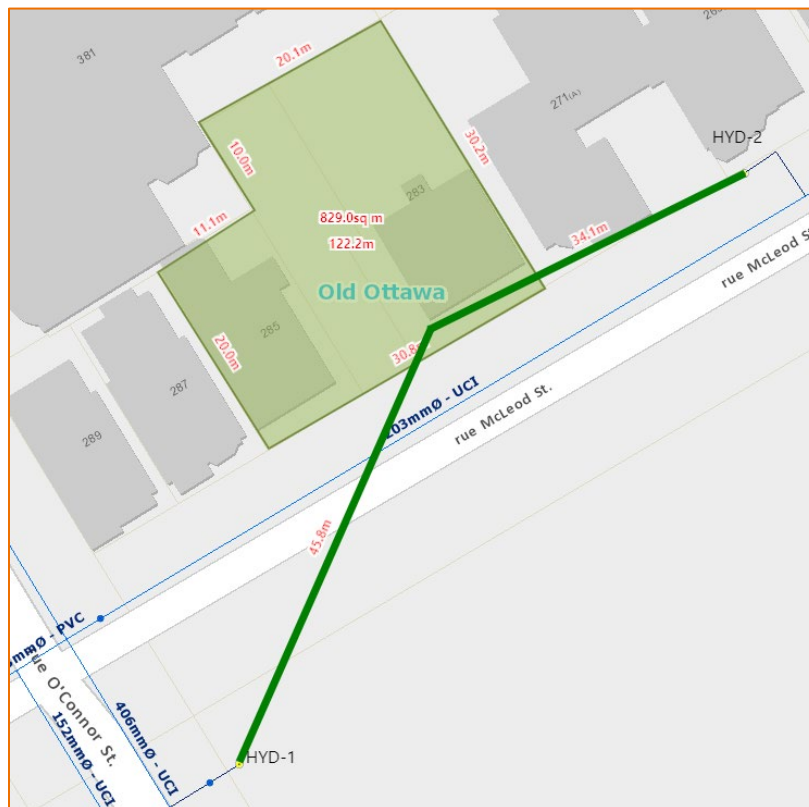 381
20.1m
265
271(A)
HYD-2
10.0m
30.2m
283
829.0sq m
122.2m
11.1m
34.1m
rue McLeod St.
Old Ottawa
285
20.0m
30.8
287
203mmØ - UCI
rue McLeod St.
289
45.8m
mmØ - PVC
rue O'Connor St.
406mmØ - UCI
152mmØ - UCI
HYD-1